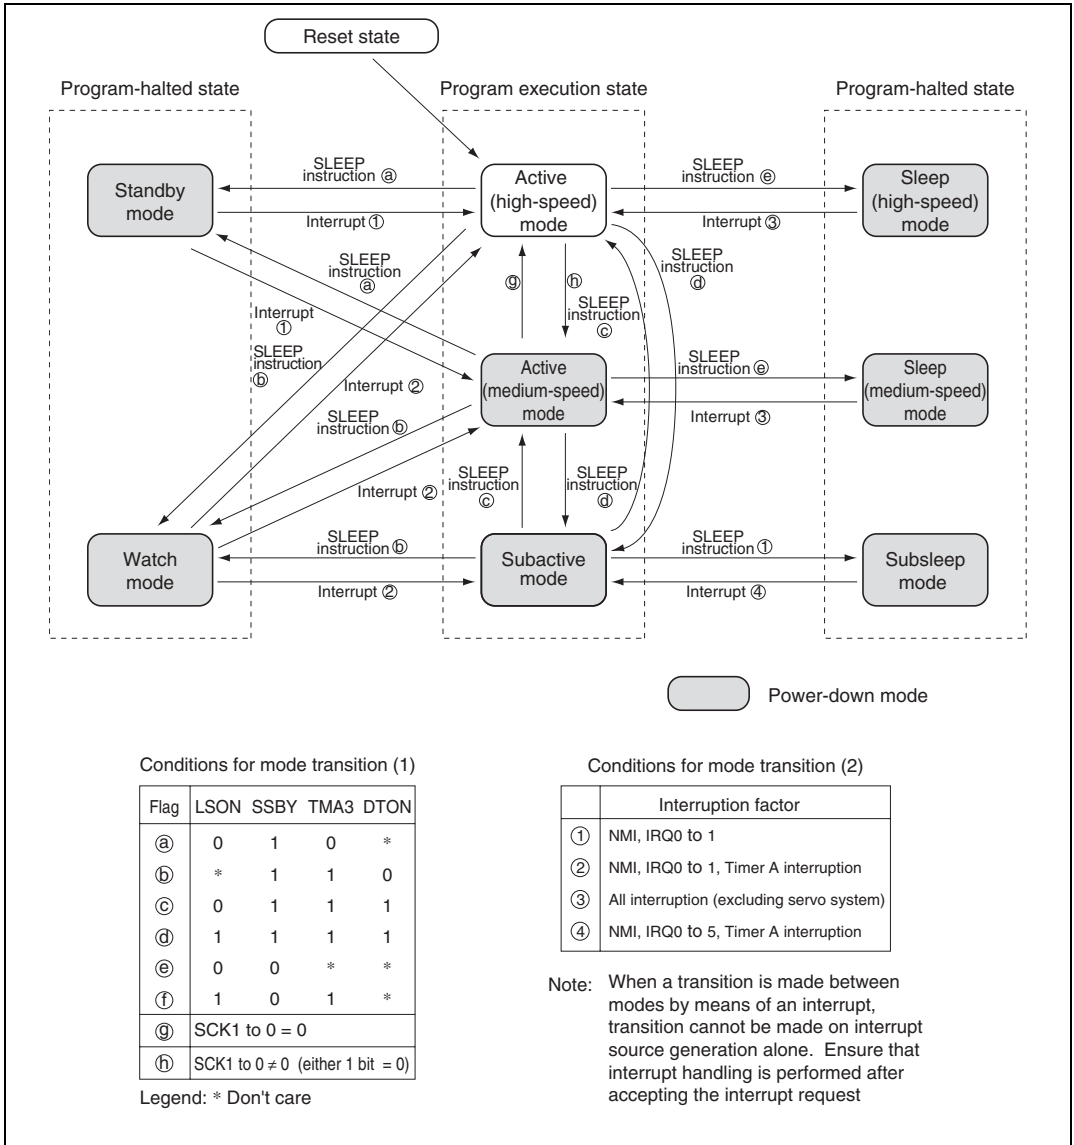 Reset state
Program-halted state
Program execution state
Program-halted state
Standby
mode
SLEEP
instruction ⓐ
Interrupt ①
Active
(high-speed)
mode
SLEEP
instruction ⓔ
Interrupt ③
Sleep
(high-speed)
mode
SLEEP
instruction
ⓐ
ⓖ
ⓗ
SLEEP
instruction
ⓓ
Interrupt
①
SLEEP
instruction
ⓒ
SLEEP
instruction
ⓑ
Interrupt ②
Active
(medium-speed)
mode
SLEEP
instruction ⓔ
Interrupt ③
Sleep
(medium-speed)
mode
SLEEP
instruction ⓑ
Interrupt ②
SLEEP
instruction
ⓒ
SLEEP
instruction
ⓓ
Watch
mode
SLEEP
instruction ⓑ
Interrupt ②
Subactive
mode
SLEEP
instruction ①
Interrupt ④
Subsleep
mode
Power-down mode
Conditions for mode transition (1)
Flag LSON SSBY TMA3 DTON
ⓐ 0 1 0 *
ⓑ * 1 1 0
ⓒ 0 1 1 1
ⓓ 1 1 1 1
ⓔ 0 0 * *
ⓕ 1 0 1 *
ⓖ SCK1 to 0 = 0
ⓗ SCK1 to 0 ≠ 0 (either 1 bit = 0)
Legend: * Don't care
Conditions for mode transition (2)
Interruption factor
① NMI, IRQ0 to 1
② NMI, IRQ0 to 1, Timer A interruption
③ All interruption (excluding servo system)
④ NMI, IRQ0 to 5, Timer A interruption
Note: When a transition is made between
modes by means of an interrupt,
transition cannot be made on interrupt
source generation alone. Ensure that
interrupt handling is performed after
accepting the interrupt request